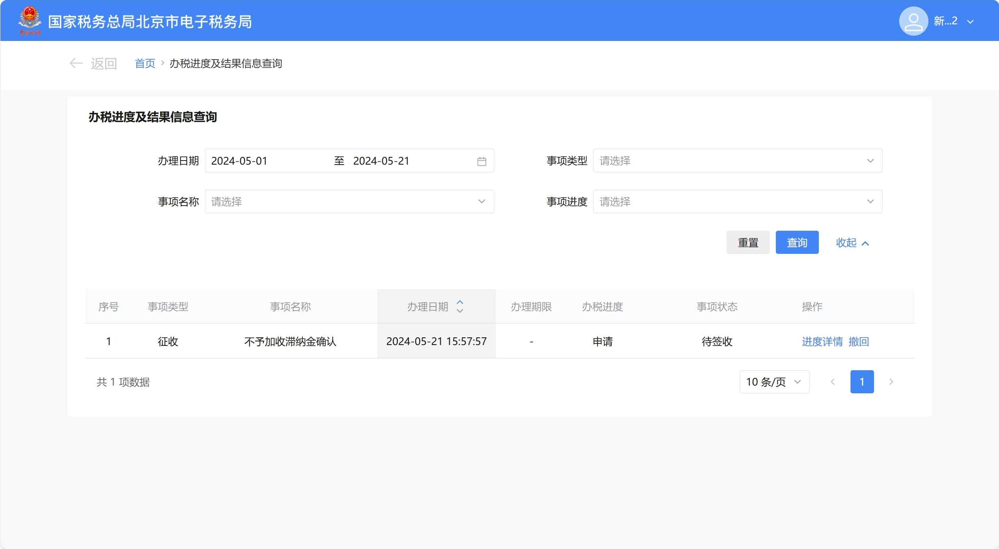 国家税务总局北京市电子税务局
新...2
返回 首页 > 办税进度及结果信息查询
办税进度及结果信息查询
办理日期 2024-05-01 至 2024-05-21 事项类型 请选择
事项名称 请选择 事项进度 请选择
重置 查询 收起
序号 事项类型 事项名称 办理日期 办理期限 办税进度 事项状态 操作
1 征收 不予加收滞纳金确认 2024-05-21 15:57:57 - 申请 待签收 进度详情 撤回
共 1 项数据 10 条/页 < 1 >